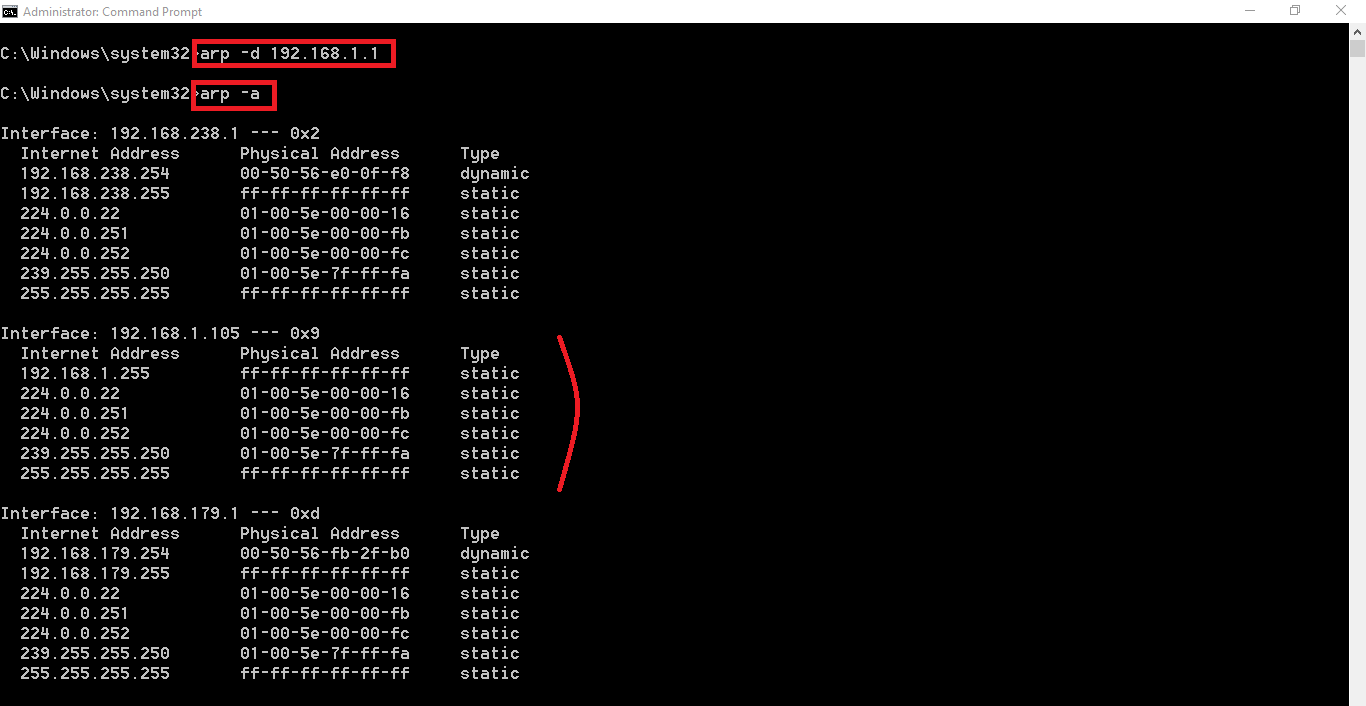 Administrator: Command Prompt
C:\Windows\system32>arp -d 192.168.1.1
C:\Windows\system32>arp -a
Interface: 192.168.238.1 --- 0x2
Internet Address Physical Address Type
192.168.238.254 00-50-56-e0-0f-f8 dynamic
192.168.238.255 ff-ff-ff-ff-ff-ff static
224.0.0.22 01-00-5e-00-00-16 static
224.0.0.251 01-00-5e-00-00-fb static
224.0.0.252 01-00-5e-00-00-fc static
239.255.255.250 01-00-5e-7f-ff-fa static
255.255.255.255 ff-ff-ff-ff-ff-ff static
Interface: 192.168.1.105 --- 0x9
Internet Address Physical Address Type
192.168.1.255 ff-ff-ff-ff-ff-ff static
224.0.0.22 01-00-5e-00-00-16 static
224.0.0.251 01-00-5e-00-00-fb static
224.0.0.252 01-00-5e-00-00-fc static
239.255.255.250 01-00-5e-7f-ff-fa static
255.255.255.255 ff-ff-ff-ff-ff-ff static
Interface: 192.168.179.1 --- 0xd
Internet Address Physical Address Type
192.168.179.254 00-50-56-fb-2f-b0 dynamic
192.168.179.255 ff-ff-ff-ff-ff-ff static
224.0.0.22 01-00-5e-00-00-16 static
224.0.0.251 01-00-5e-00-00-fb static
224.0.0.252 01-00-5e-00-00-fc static
239.255.255.250 01-00-5e-7f-ff-fa static
255.255.255.255 ff-ff-ff-ff-ff-ff static